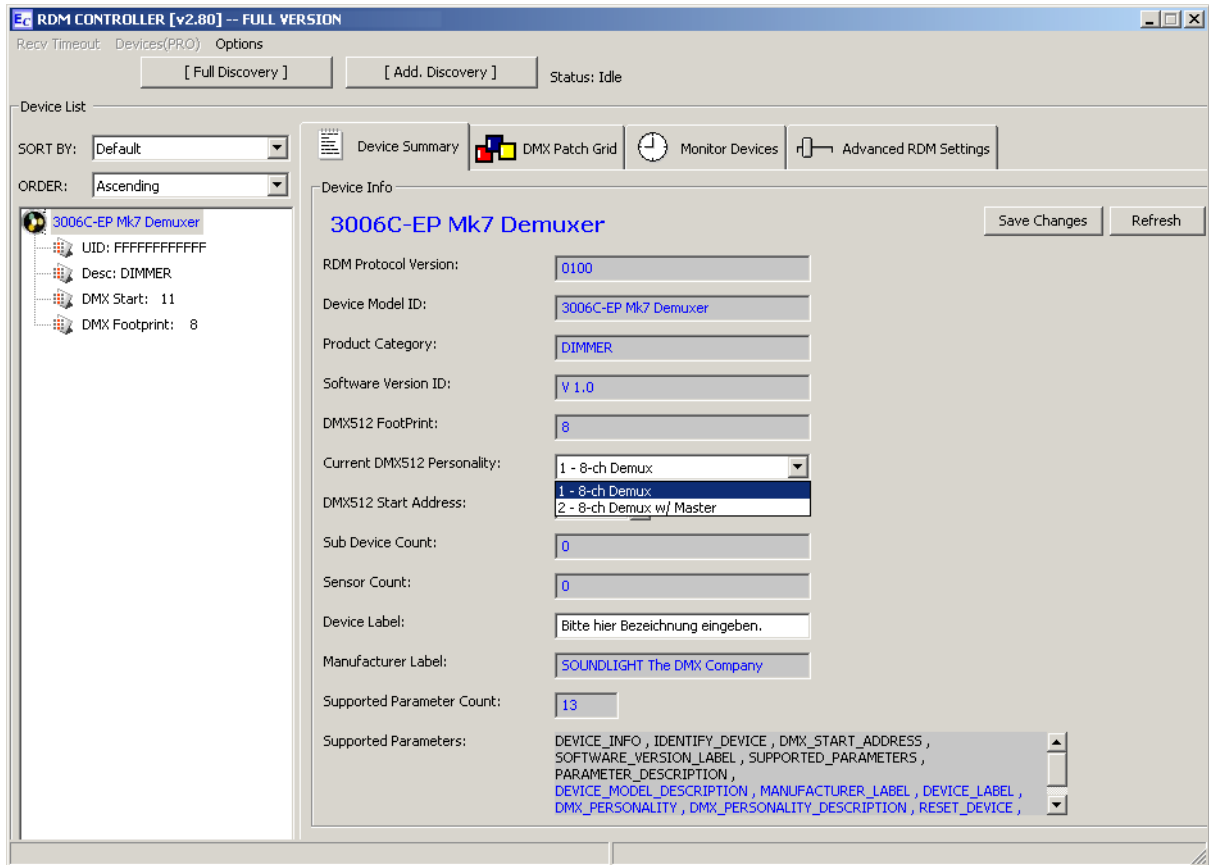 EC RDM CONTROLLER [v2.80] -- FULL VERSION
Recv Timeout Devices(PRO) Options
[ Full Discovery ] [ Add. Discovery ] Status: Idle
Device List
SORT BY: Default
ORDER: Ascending
3006C-EP Mk7 Demuxer
UID: FFFFFFFFFFFF
Desc: DIMMER
DMX Start: 11
DMX Footprint: 8
Device Summary DMX Patch Grid Monitor Devices Advanced RDM Settings
Device Info
3006C-EP Mk7 Demuxer Save Changes Refresh
RDM Protocol Version: 0100
Device Model ID: 3006C-EP Mk7 Demuxer
Product Category: DIMMER
Software Version ID: V 1.0
DMX512 FootPrint: 8
Current DMX512 Personality: 1 - 8-ch Demux
1 - 8-ch Demux
DMX512 Start Address: 2 - 8-ch Demux w/ Master
Sub Device Count: 0
Sensor Count: 0
Device Label: Bitte hier Bezeichnung eingeben.
Manufacturer Label: SOUNDLIGHT The DMX Company
Supported Parameter Count: 13
Supported Parameters: DEVICE_INFO , IDENTIFY_DEVICE , DMX_START_ADDRESS ,
SOFTWARE_VERSION_LABEL , SUPPORTED_PARAMETERS ,
PARAMETER_DESCRIPTION ,
DEVICE_MODEL_DESCRIPTION , MANUFACTURER_LABEL , DEVICE_LABEL ,
DMX_PERSONALITY , DMX_PERSONALITY_DESCRIPTION , RESET_DEVICE ,